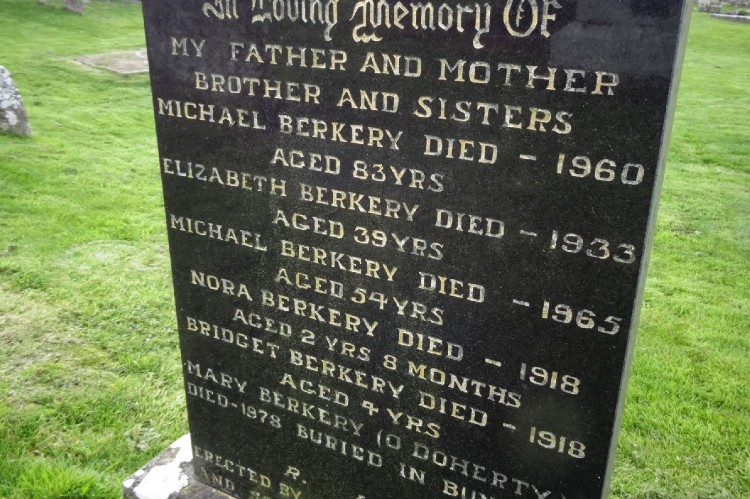 In Loving Memory Of
MY FATHER AND MOTHER
BROTHER AND SISTERS
MICHAEL BERKERY DIED - 1960
AGED 83YRS
ELIZABETH BERKERY DIED - 1933
AGED 39YRS
MICHAEL BERKERY DIED - 1965
AGED 54YRS
NORA BERKERY DIED - 1918
AGED 2 YRS 8 MONTHS
BRIDGET BERKERY DIED - 1918
AGED 4 YRS
MARY BERKERY (O DOHERTY)
DIED-1978 BURIED IN
R.
ERECTED BY
AND